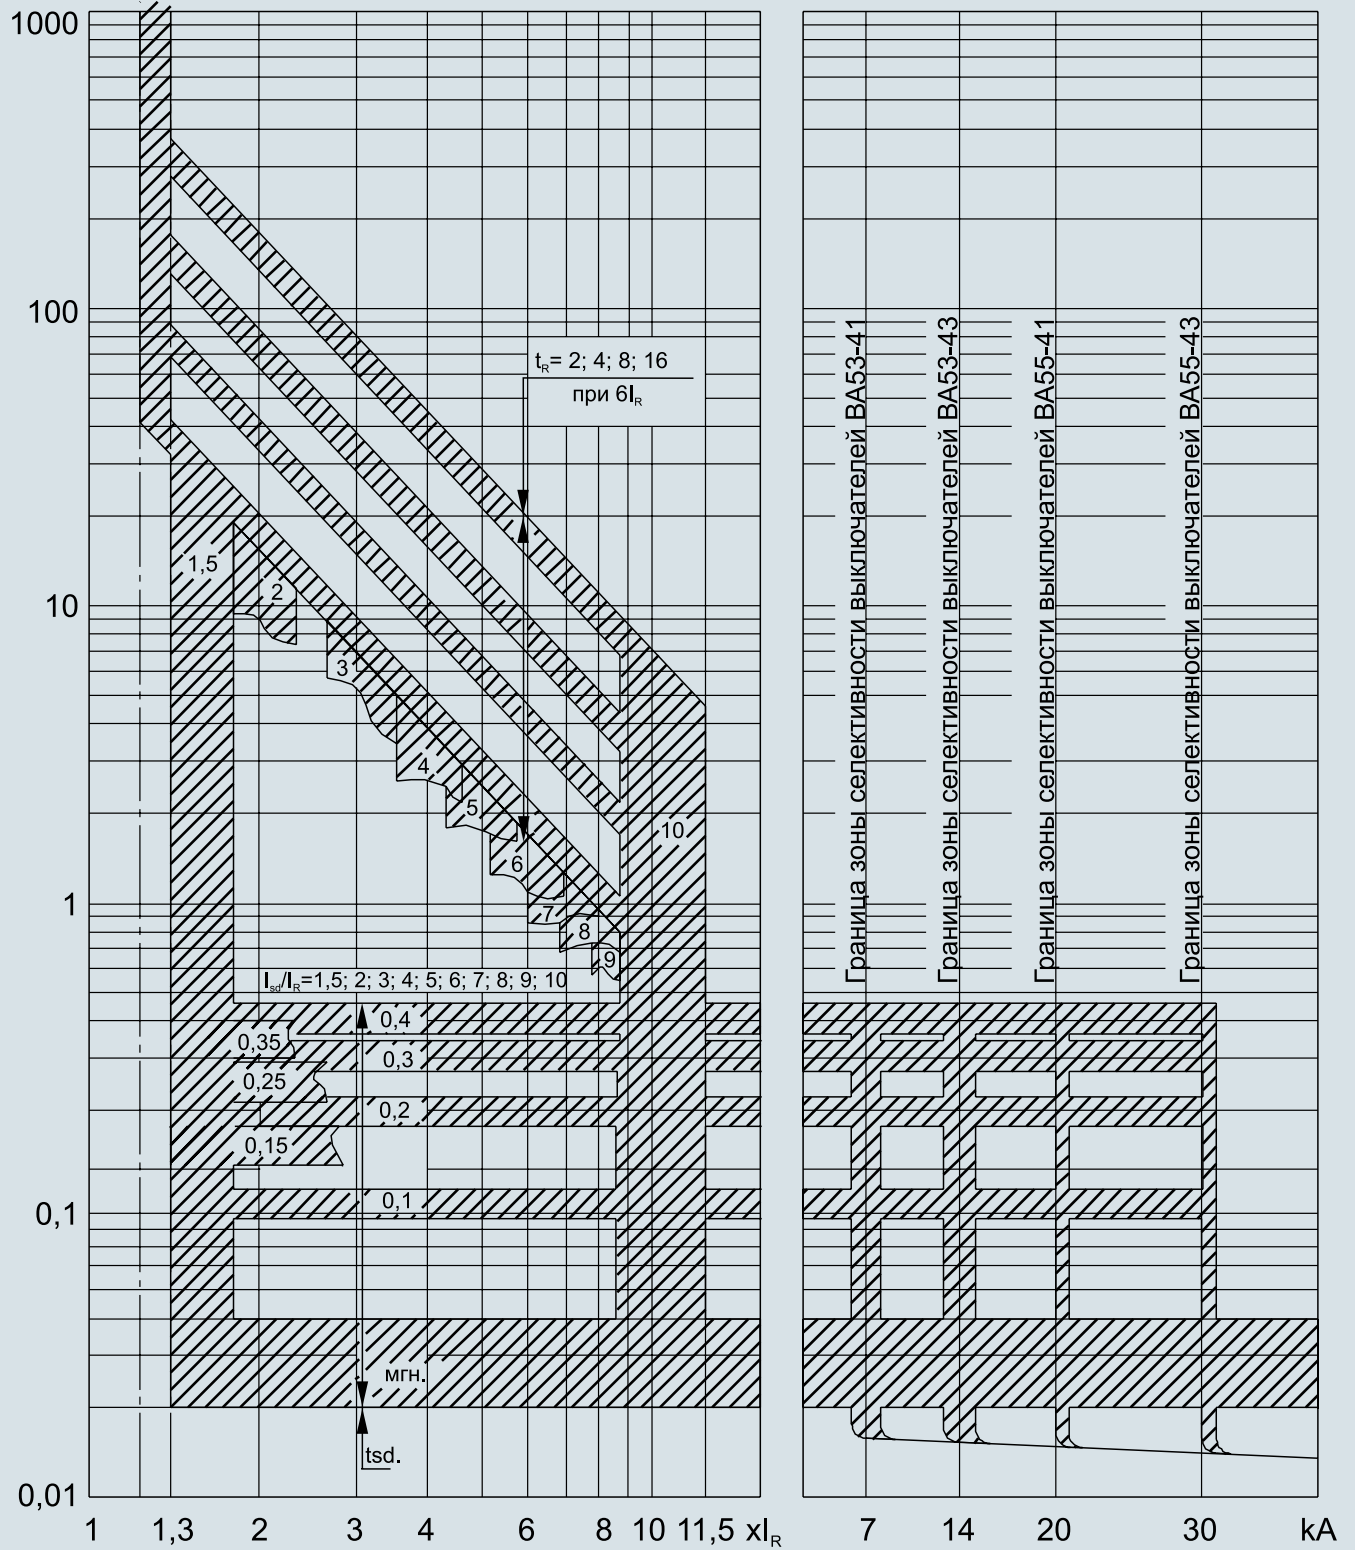 1000
100
10
1
0,1
0,01
tR= 2; 4; 8; 16
при 6IR
1,5
2
3
4
5
6
7
8
9
10
Isd/IR=1,5; 2; 3; 4; 5; 6; 7; 8; 9; 10
0,4
0,35
0,3
0,25
0,2
0,15
0,1
мгн.
tsd.
1 1,3 2 3 4 6 8 10 11,5 xIR
Граница зоны селективности выключателей ВА53-41
Граница зоны селективности выключателей ВА53-43
Граница зоны селективности выключателей ВА55-41
Граница зоны селективности выключателей ВА55-43
7 14 20 30 кА